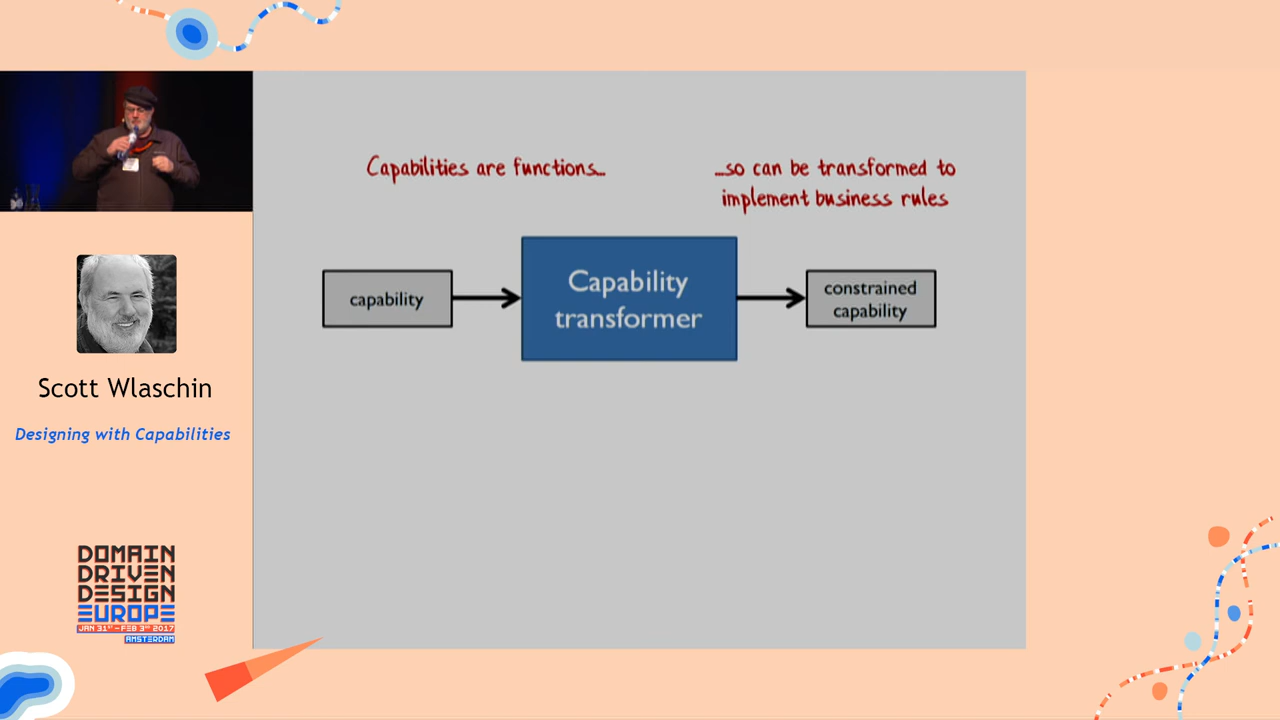 Capabilities are functions...
...so can be transformed to
implement business rules
capability
Capability
transformer
constrained
capability
Scott Wlaschin
Designing with Capabilities
DOMAIN
DRIVEN
DESIGN
EUROPE
JAN 31ST - FEB 3RD 2017
AMSTERDAM